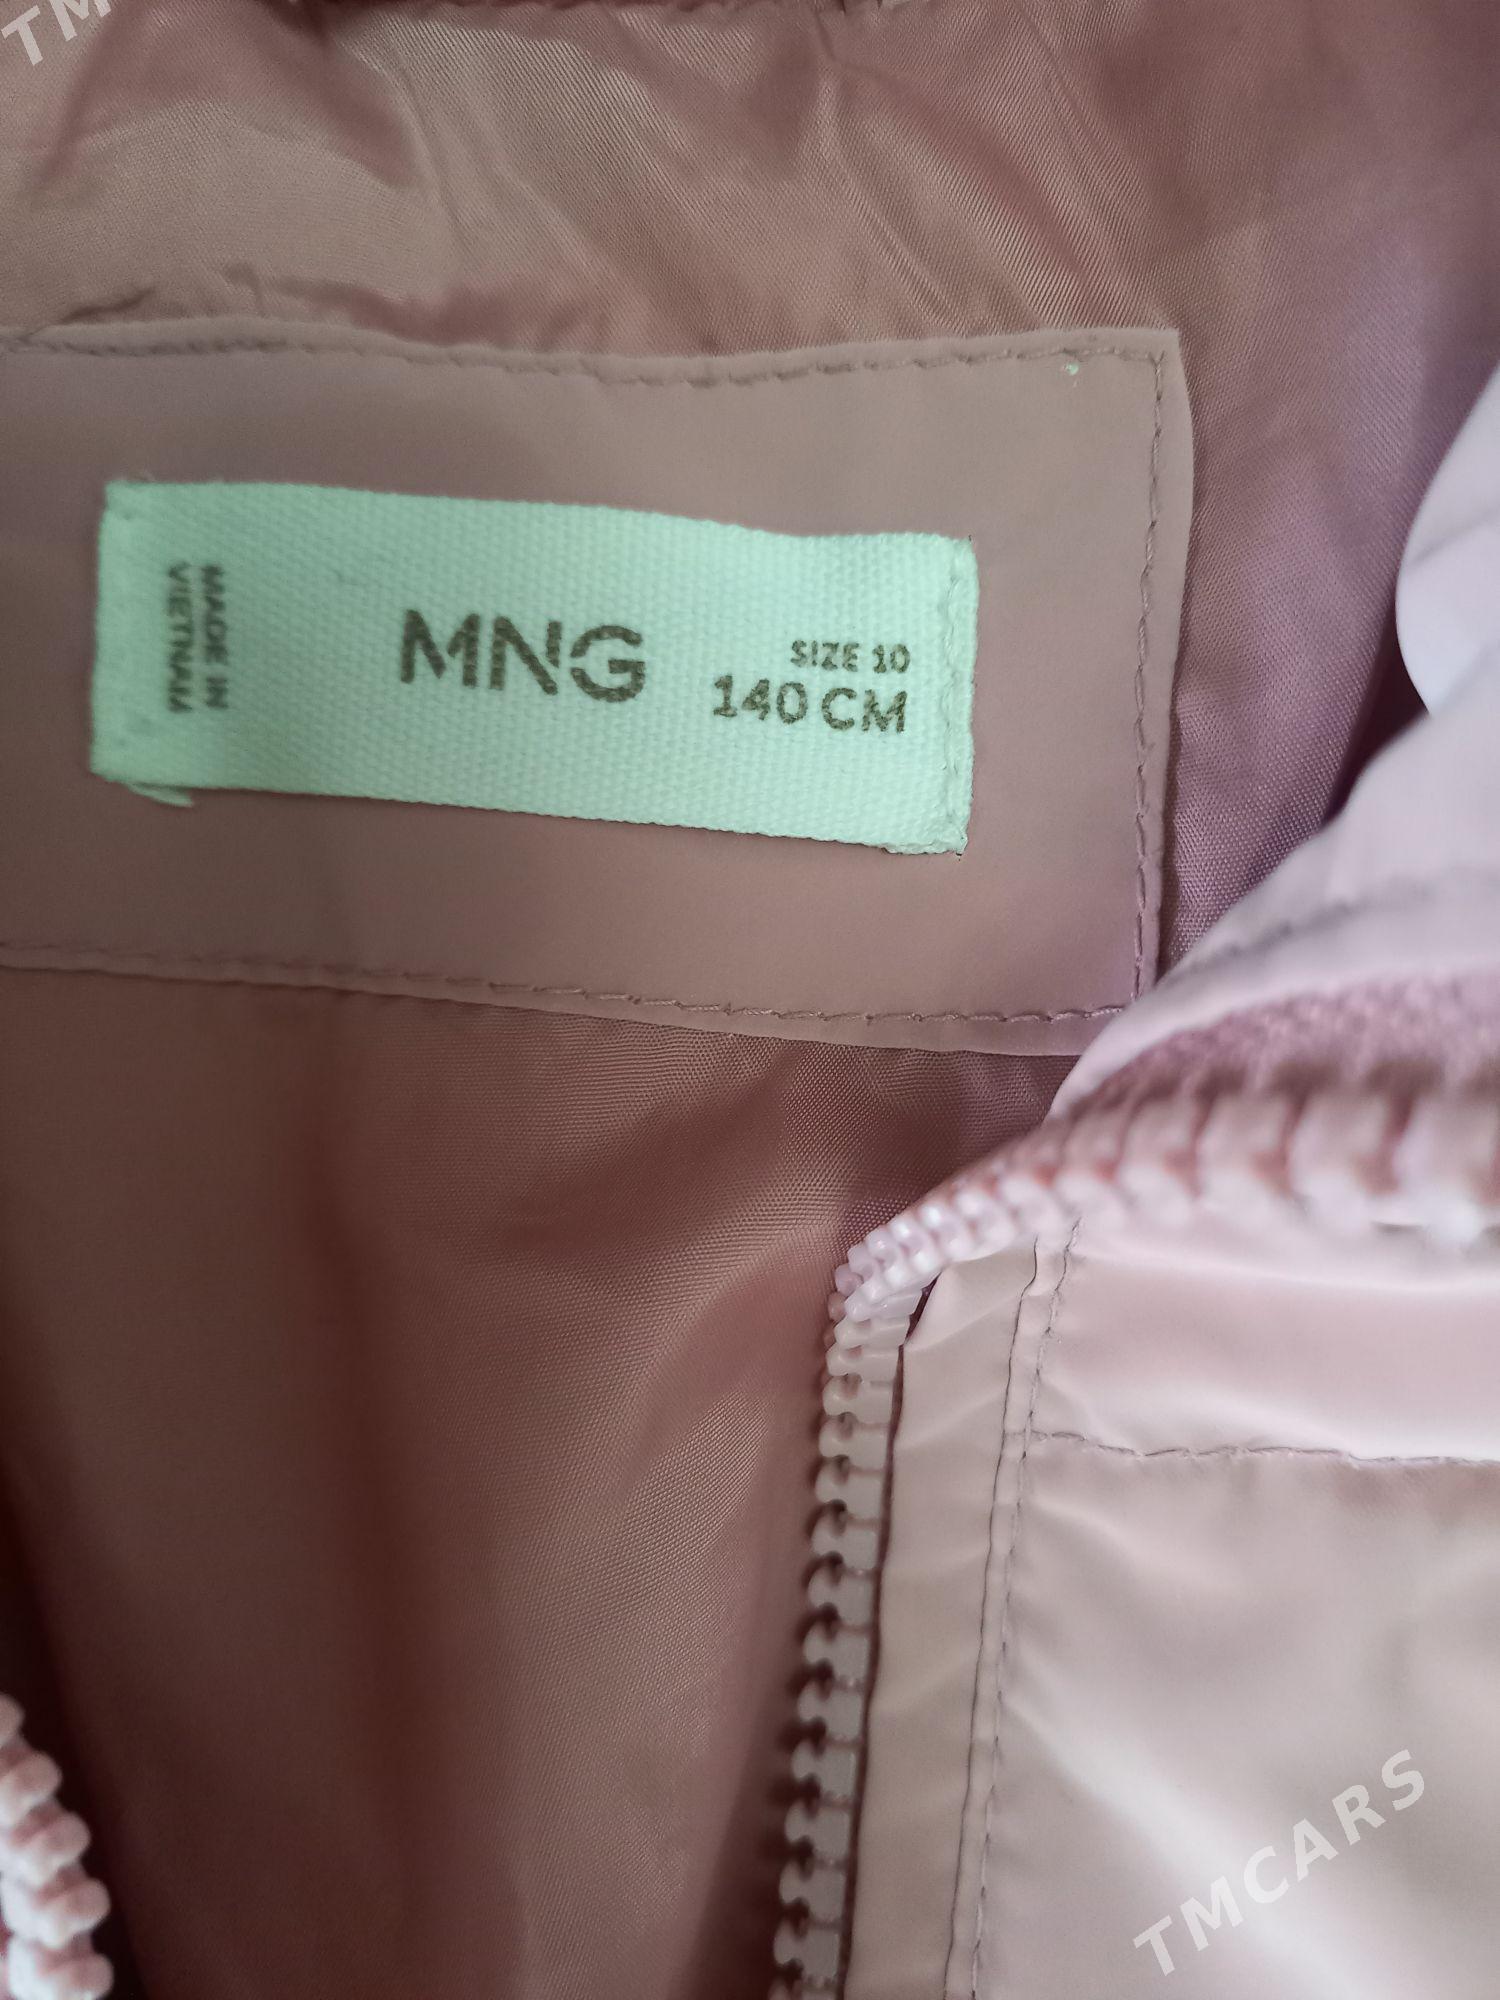 TM
MADE IN
VIETNAM
MNG
SIZE 10
140 CM
TMCARS